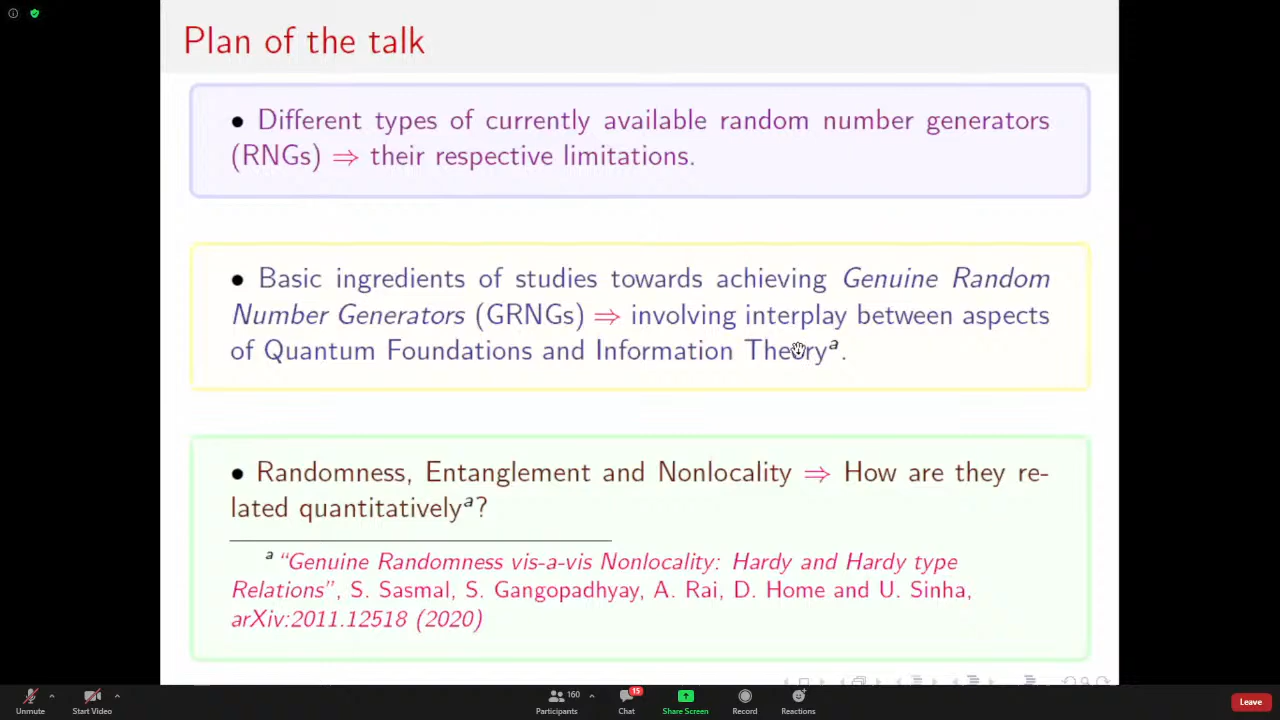 Plan of the talk
• Different types of currently available random number generators
(RNGs) ⇒ their respective limitations.
• Basic ingredients of studies towards achieving Genuine Random
Number Generators (GRNGs) ⇒ involving interplay between aspects
of Quantum Foundations and Information Theoryᵃ.
• Randomness, Entanglement and Nonlocality ⇒ How are they re-
lated quantitativelyᵃ?
ᵃ "Genuine Randomness vis-a-vis Nonlocality: Hardy and Hardy type
Relations", S. Sasmal, S. Gangopadhyay, A. Rai, D. Home and U. Sinha,
arXiv:2011.12518 (2020)
160
15
Unmute
Start Video
Participants
Chat
Share Screen
Record
Reactions
Leave